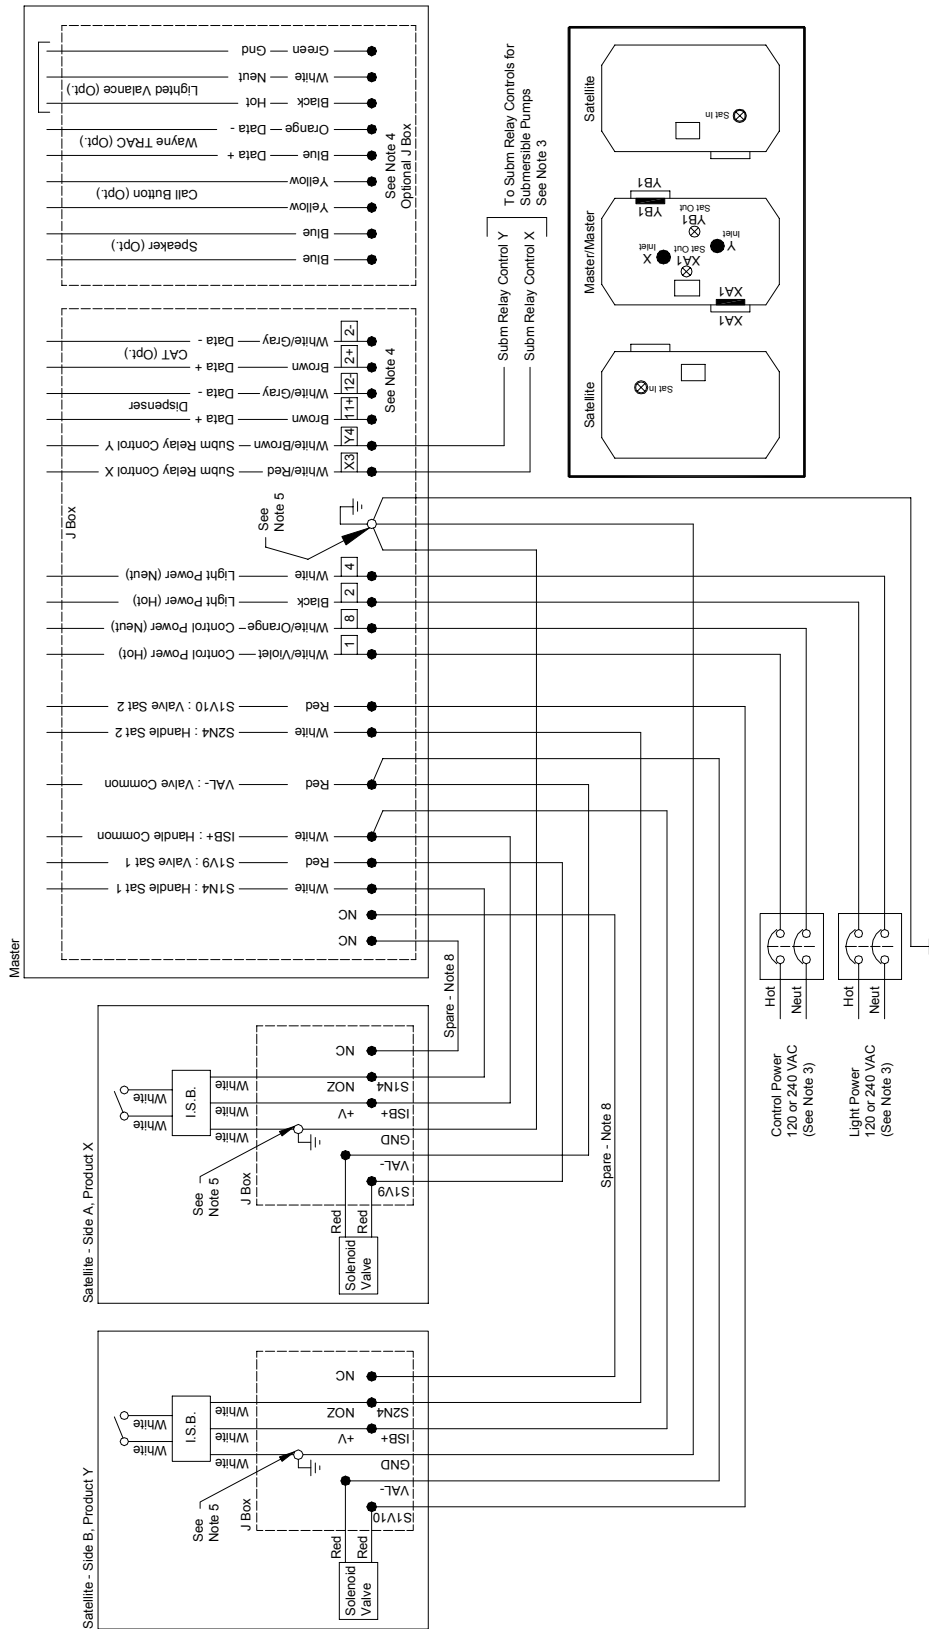 Master
Green — Gnd
White — Neut
Black — Hot
Lighted Valance (Opt.)
Orange — Data -
Blue — Data +
Wayne TRAC (Opt.)
Yellow
Yellow
Call Button (Opt.)
Blue
Blue
Speaker (Opt.)
See Note 4
Optional J Box
J Box
2- White/Gray — Data -
2+ Brown — Data +
CAT (Opt.)
12- White/Gray — Data -
11+ Brown — Data +
Dispenser
Y4 White/Brown — Subm Relay Control Y
X3 White/Red — Subm Relay Control X
See Note 4
See
Note 5
4 White — Light Power (Neut)
2 Black — Light Power (Hot)
8 White/Orange — Control Power (Neut)
1 White/Violet — Control Power (Hot)
Red — S1V10 : Valve Sat 2
White — S2N4 : Handle Sat 2
Red — VAL- : Valve Common
White — ISB+ : Handle Common
Red — S1V9 : Valve Sat 1
White — S1N4 : Handle Sat 1
NC
NC
Subm Relay Control Y
Subm Relay Control X
To Subm Relay Controls for
Submersible Pumps
See Note 3
Satellite
Sat In
Master/Master
YB1
YB1
YB1
Sat Out
Inlet
Y
Inlet
X
Sat Out
XA1
XA1
XA1
Satellite
Sat In
Satellite - Side A, Product X
White
White
I.S.B.
White
White
White
J Box
See
Note 5
NC
NOZ
S1N4
+V
ISB+
GND
VAL-
S1V9
Red
Red
Solenoid
Valve
Spare - Note 8
Satellite - Side B, Product Y
White
White
I.S.B.
White
White
White
J Box
See
Note 5
NC
NOZ
S2N4
+V
ISB+
GND
VAL-
S1V10
Red
Red
Solenoid
Valve
Spare - Note 8
Hot
Neut
Control Power
120 or 240 VAC
(See Note 3)
Hot
Neut
Light Power
120 or 240 VAC
(See Note 3)